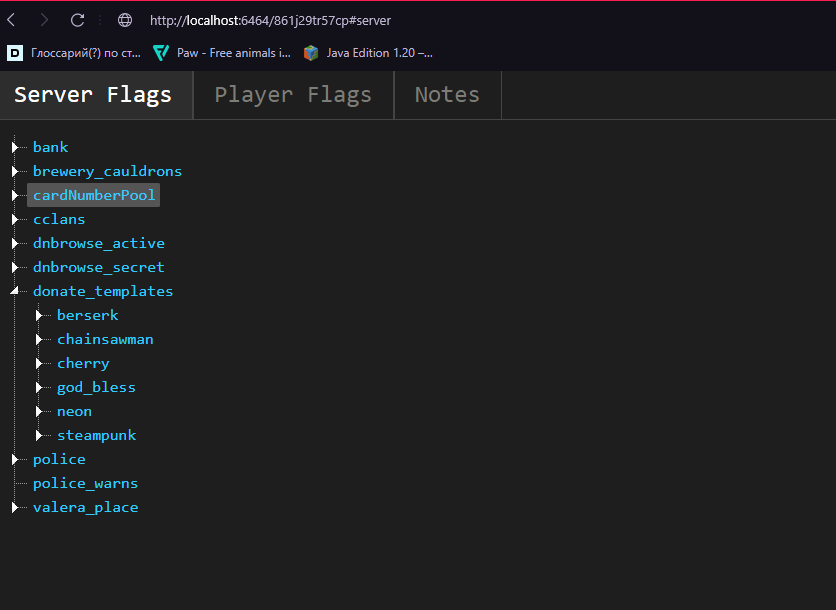 http://localhost:6464/861j29tr57cp#server
D Глоссарий(?) по ст... Paw - Free animals i... Java Edition 1.20 –...
Server Flags Player Flags Notes
bank
brewery_cauldrons
cardNumberPool
cclans
dnbrowse_active
dnbrowse_secret
donate_templates
berserk
chainsawman
cherry
god_bless
neon
steampunk
police
police_warns
valera_place